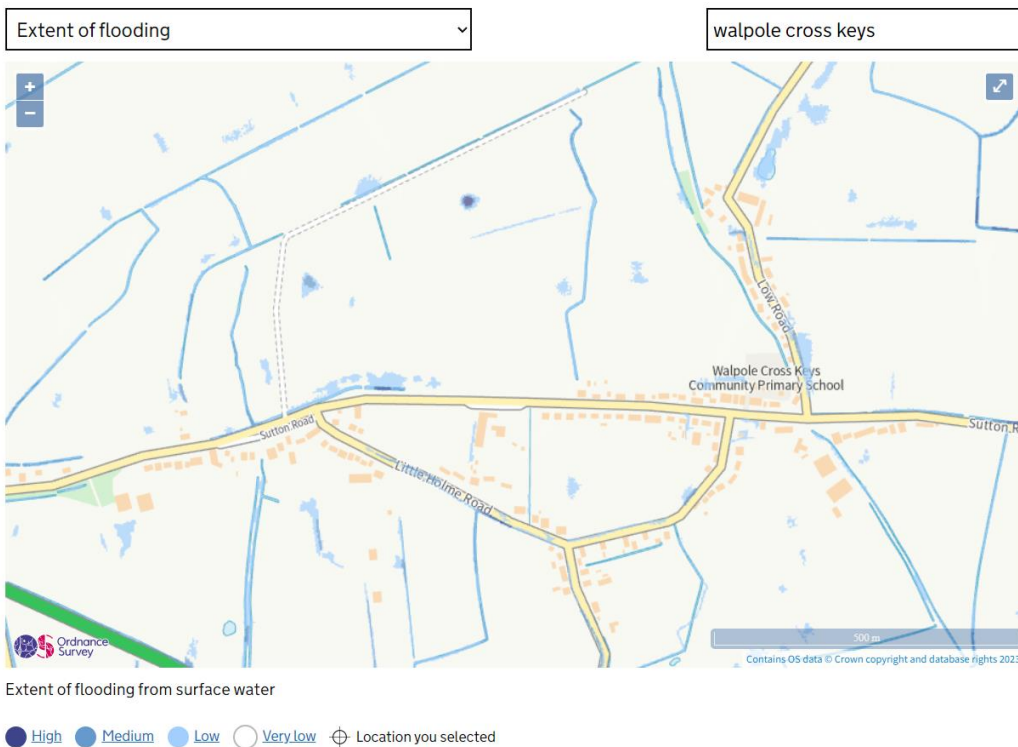 Extent of flooding
walpole cross keys
+
−
Low Road
Walpole Cross Keys
Community Primary School
Sutton Road
Sutton R
Little Holme Road
Ordnance
Survey
500 m
Contains OS data © Crown copyright and database rights 2023
Extent of flooding from surface water
High Medium Low Very low Location you selected